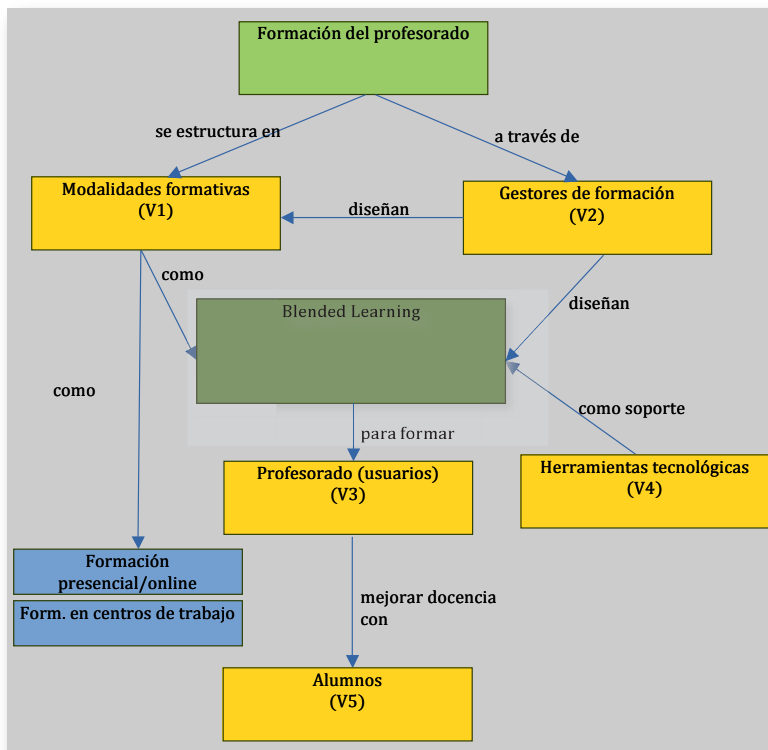 Formación del profesorado
se estructura en
a través de
Modalidades formativas
(V1)
diseñan
Gestores de formación
(V2)
como
diseñan
Blended Learning
como
como soporte
para formar
Profesorado (usuarios)
(V3)
Herramientas tecnológicas
(V4)
Formación
presencial/online
Form. en centros de trabajo
mejorar docencia
con
Alumnos
(V5)